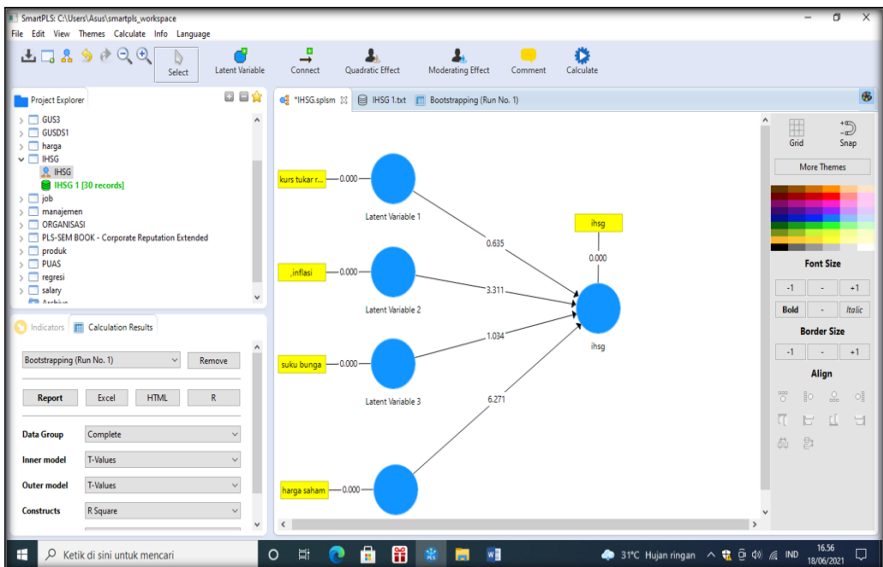 SmartPLS: C:\Users\Asus\smartpls_workspace
File Edit View Themes Calculate Info Language
Select
Latent Variable
Connect
Quadratic Effect
Moderating Effect
Comment
Calculate
Project Explorer
GUS3
GUSDS1
harga
IHSG
IHSG
IHSG 1 [30 records]
job
manajemen
ORGANISASI
PLS-SEM BOOK - Corporate Reputation Extended
produk
PUAS
regresi
salary
Archive
Indicators
Calculation Results
Bootstrapping (Run No. 1)
Remove
Report
Excel
HTML
R
Data Group
Complete
Inner model
T-Values
Outer model
T-Values
Constructs
R Square
*IHSG.splsm
IHSG 1.txt
Bootstrapping (Run No. 1)
kurs tukar r...
0.000
Latent Variable 1
0.635
ihsg
0.000
,inflasi
0.000
3.311
Latent Variable 2
1.034
ihsg
suku bunga
0.000
Latent Variable 3
6.271
harga saham
0.000
Grid
Snap
More Themes
Font Size
-1 - +1
Bold - Italic
Border Size
-1 - +1
Align
Ketik di sini untuk mencari
31°C Hujan ringan
IND
16.56
18/06/2021